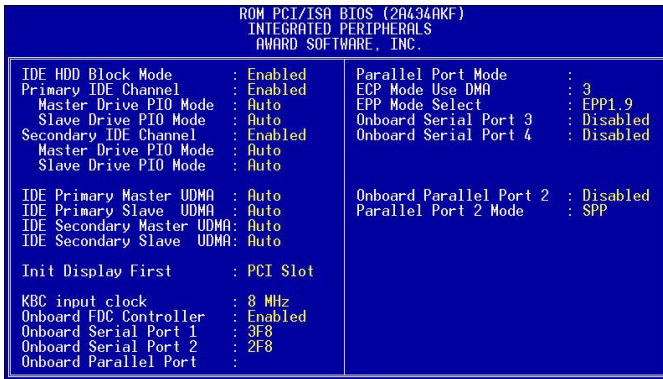 ROM PCI/ISA BIOS (2A434AKF)
INTEGRATED PERIPHERALS
AWARD SOFTWARE, INC.
IDE HDD Block Mode : Enabled
Primary IDE Channel : Enabled
Master Drive PIO Mode : Auto
Slave Drive PIO Mode : Auto
Secondary IDE Channel : Enabled
Master Drive PIO Mode : Auto
Slave Drive PIO Mode : Auto
IDE Primary Master UDMA : Auto
IDE Primary Slave UDMA : Auto
IDE Secondary Master UDMA: Auto
IDE Secondary Slave UDMA: Auto
Init Display First : PCI Slot
KBC input clock : 8 MHz
Onboard FDC Controller : Enabled
Onboard Serial Port 1 : 3F8
Onboard Serial Port 2 : 2F8
Onboard Parallel Port :
Parallel Port Mode :
ECP Mode Use DMA : 3
EPP Mode Select : EPP1.9
Onboard Serial Port 3 : Disabled
Onboard Serial Port 4 : Disabled
Onboard Parallel Port 2 : Disabled
Parallel Port 2 Mode : SPP